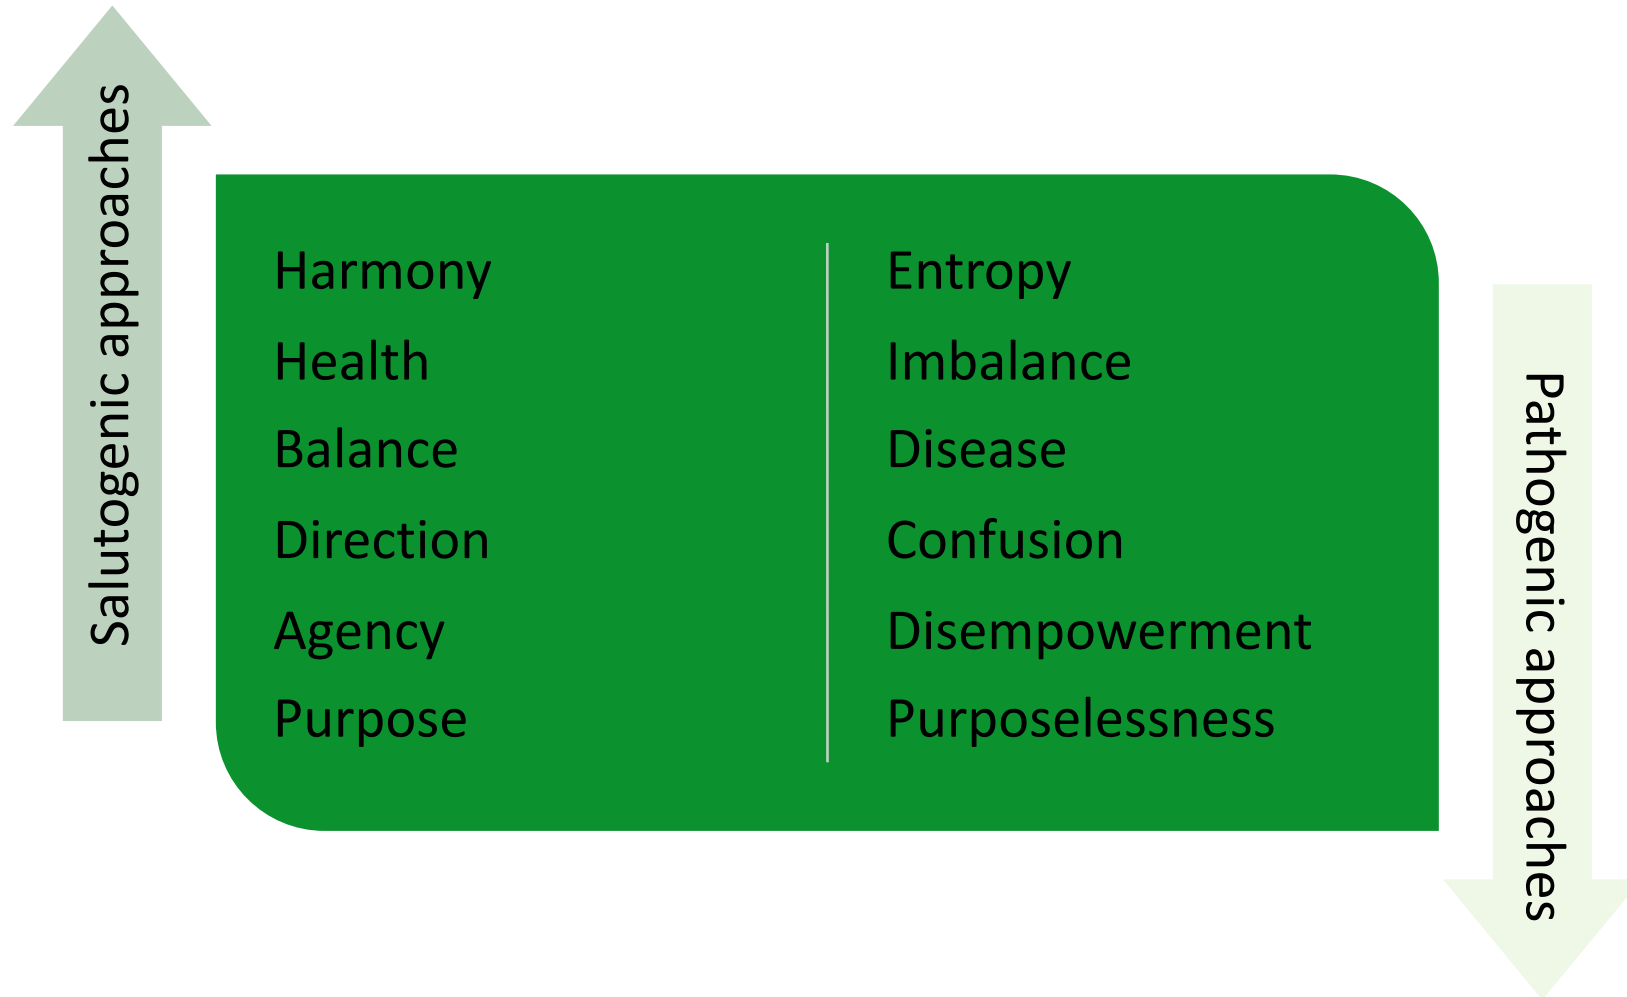 Salutogenic approaches
Harmony
Health
Balance
Direction
Agency
Purpose
Entropy
Imbalance
Disease
Confusion
Disempowerment
Purposelessness
Pathogenic approaches